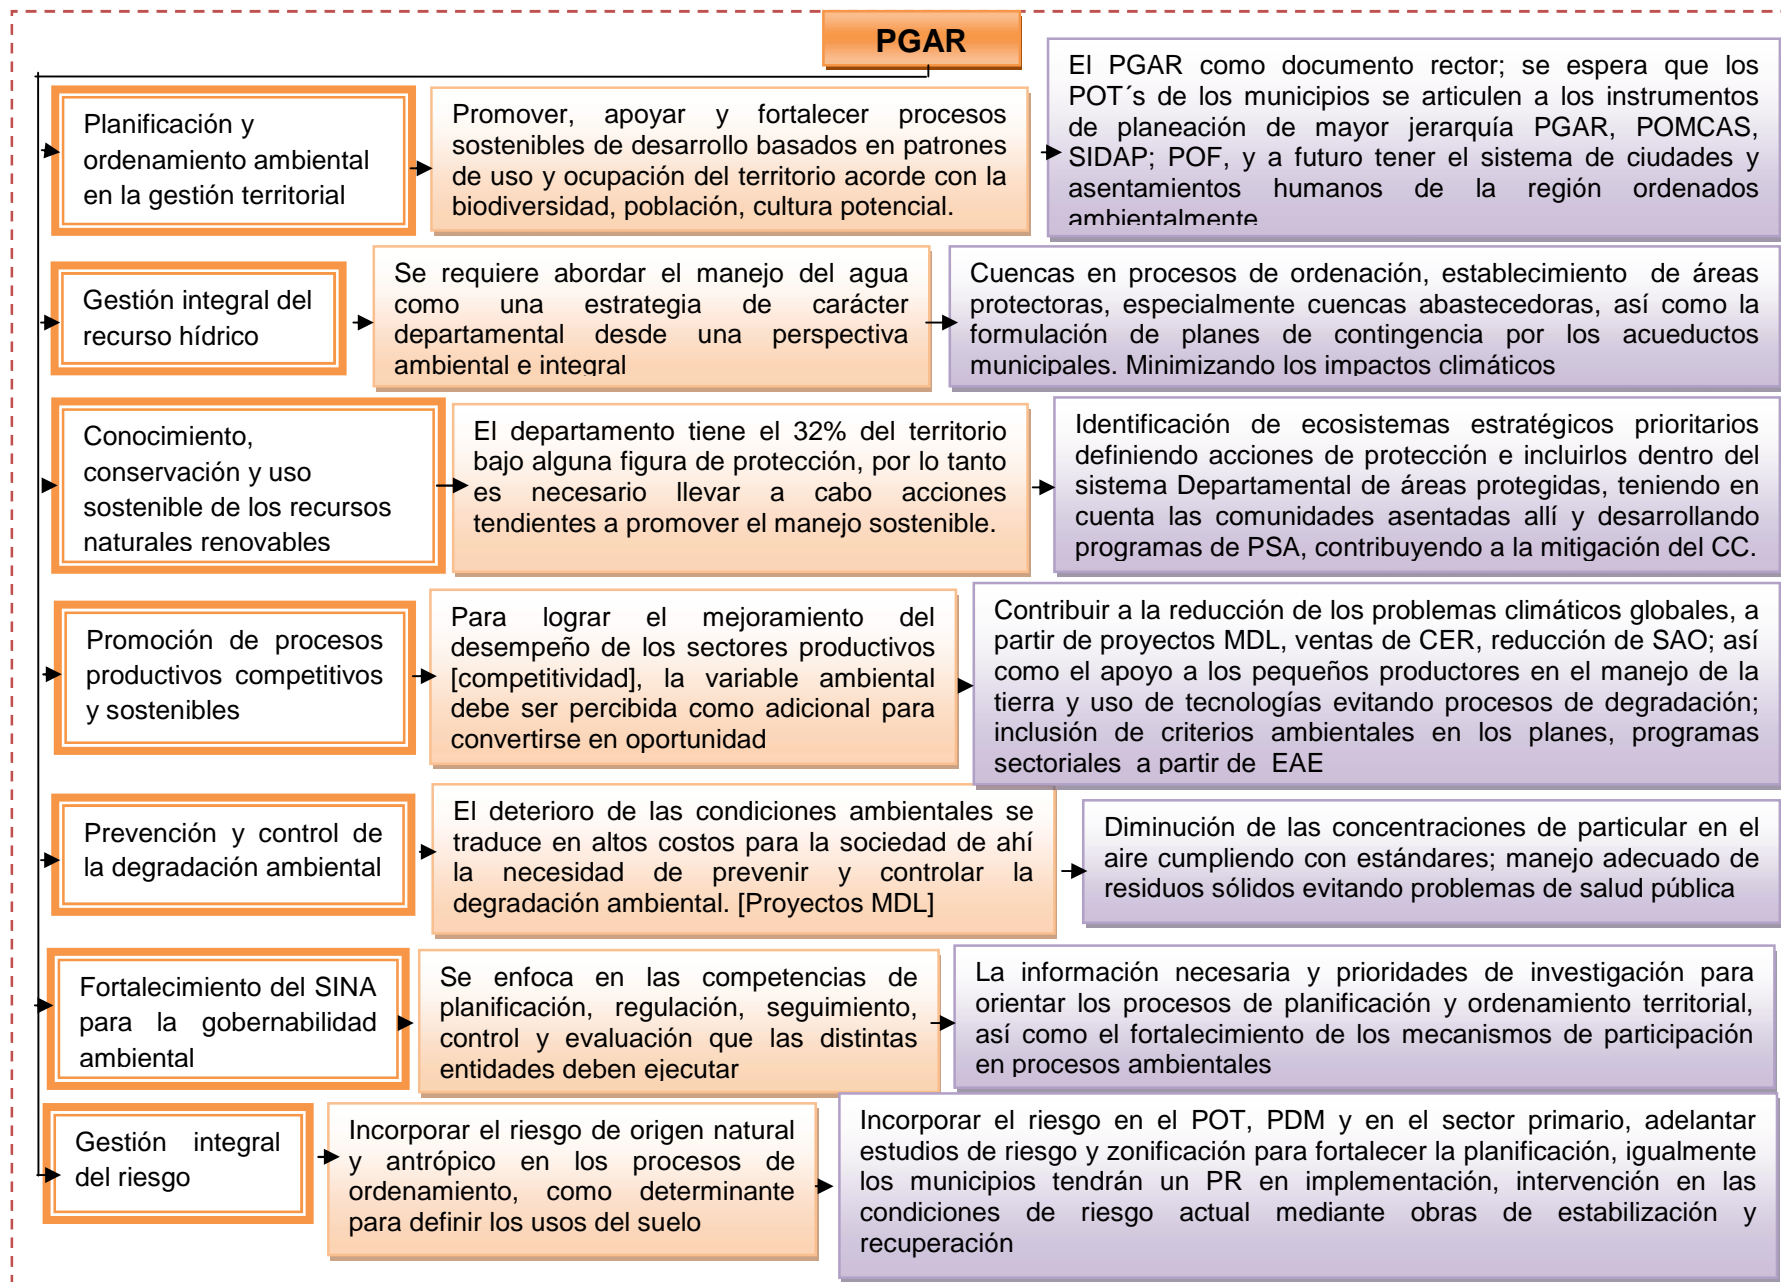 PGAR
Planificación y
ordenamiento ambiental
en la gestión territorial
Promover, apoyar y fortalecer procesos
sostenibles de desarrollo basados en patrones
de uso y ocupación del territorio acorde con la
biodiversidad, población, cultura potencial.
El PGAR como documento rector; se espera que los
POT´s de los municipios se articulen a los instrumentos
de planeación de mayor jerarquía PGAR, POMCAS,
SIDAP; POF, y a futuro tener el sistema de ciudades y
asentamientos humanos de la región ordenados
ambientalmente
Gestión integral del
recurso hídrico
Se requiere abordar el manejo del agua
como una estrategia de carácter
departamental desde una perspectiva
ambiental e integral
Cuencas en procesos de ordenación, establecimiento de áreas
protectoras, especialmente cuencas abastecedoras, así como la
formulación de planes de contingencia por los acueductos
municipales. Minimizando los impactos climáticos
Conocimiento,
conservación y uso
sostenible de los recursos
naturales renovables
El departamento tiene el 32% del territorio
bajo alguna figura de protección, por lo tanto
es necesario llevar a cabo acciones
tendientes a promover el manejo sostenible.
Identificación de ecosistemas estratégicos prioritarios
definiendo acciones de protección e incluirlos dentro del
sistema Departamental de áreas protegidas, teniendo en
cuenta las comunidades asentadas allí y desarrollando
programas de PSA, contribuyendo a la mitigación del CC.
Promoción de procesos
productivos competitivos
y sostenibles
Para lograr el mejoramiento del
desempeño de los sectores productivos
[competitividad], la variable ambiental
debe ser percibida como adicional para
convertirse en oportunidad
Contribuir a la reducción de los problemas climáticos globales, a
partir de proyectos MDL, ventas de CER, reducción de SAO; así
como el apoyo a los pequeños productores en el manejo de la
tierra y uso de tecnologías evitando procesos de degradación;
inclusión de criterios ambientales en los planes, programas
sectoriales a partir de EAE
Prevención y control de
la degradación ambiental
El deterioro de las condiciones ambientales se
traduce en altos costos para la sociedad de ahí
la necesidad de prevenir y controlar la
degradación ambiental. [Proyectos MDL]
Diminución de las concentraciones de particular en el
aire cumpliendo con estándares; manejo adecuado de
residuos sólidos evitando problemas de salud pública
Fortalecimiento del SINA
para la gobernabilidad
ambiental
Se enfoca en las competencias de
planificación, regulación, seguimiento,
control y evaluación que las distintas
entidades deben ejecutar
La información necesaria y prioridades de investigación para
orientar los procesos de planificación y ordenamiento territorial,
así como el fortalecimiento de los mecanismos de participación
en procesos ambientales
Gestión integral
del riesgo
Incorporar el riesgo de origen natural
y antrópico en los procesos de
ordenamiento, como determinante
para definir los usos del suelo
Incorporar el riesgo en el POT, PDM y en el sector primario, adelantar
estudios de riesgo y zonificación para fortalecer la planificación, igualmente
los municipios tendrán un PR en implementación, intervención en las
condiciones de riesgo actual mediante obras de estabilización y
recuperación